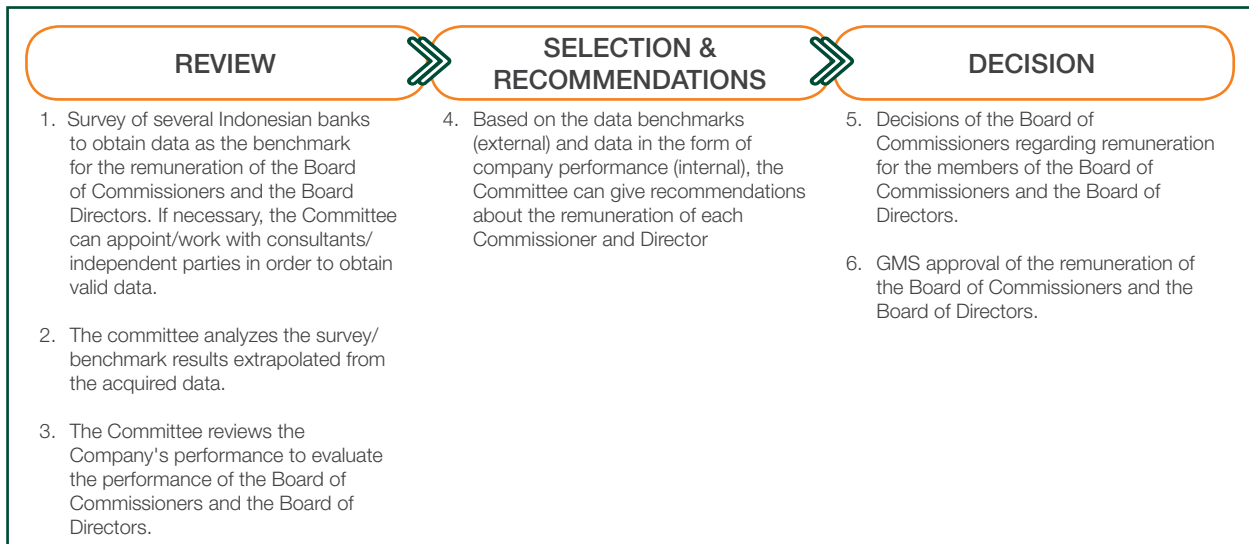 REVIEW
1. Survey of several Indonesian banks
to obtain data as the benchmark
for the remuneration of the Board
of Commissioners and the Board
Directors. If necessary, the Committee
can appoint/work with consultants/
independent parties in order to obtain
valid data.
2. The committee analyzes the survey/
benchmark results extrapolated from
the acquired data.
3. The Committee reviews the
Company's performance to evaluate
the performance of the Board of
Commissioners and the Board of
Directors.
SELECTION &
RECOMMENDATIONS
4. Based on the data benchmarks
(external) and data in the form of
company performance (internal), the
Committee can give recommendations
about the remuneration of each
Commissioner and Director
DECISION
5. Decisions of the Board of
Commissioners regarding remuneration
for the members of the Board of
Commissioners and the Board of
Directors.
6. GMS approval of the remuneration of
the Board of Commissioners and the
Board of Directors.